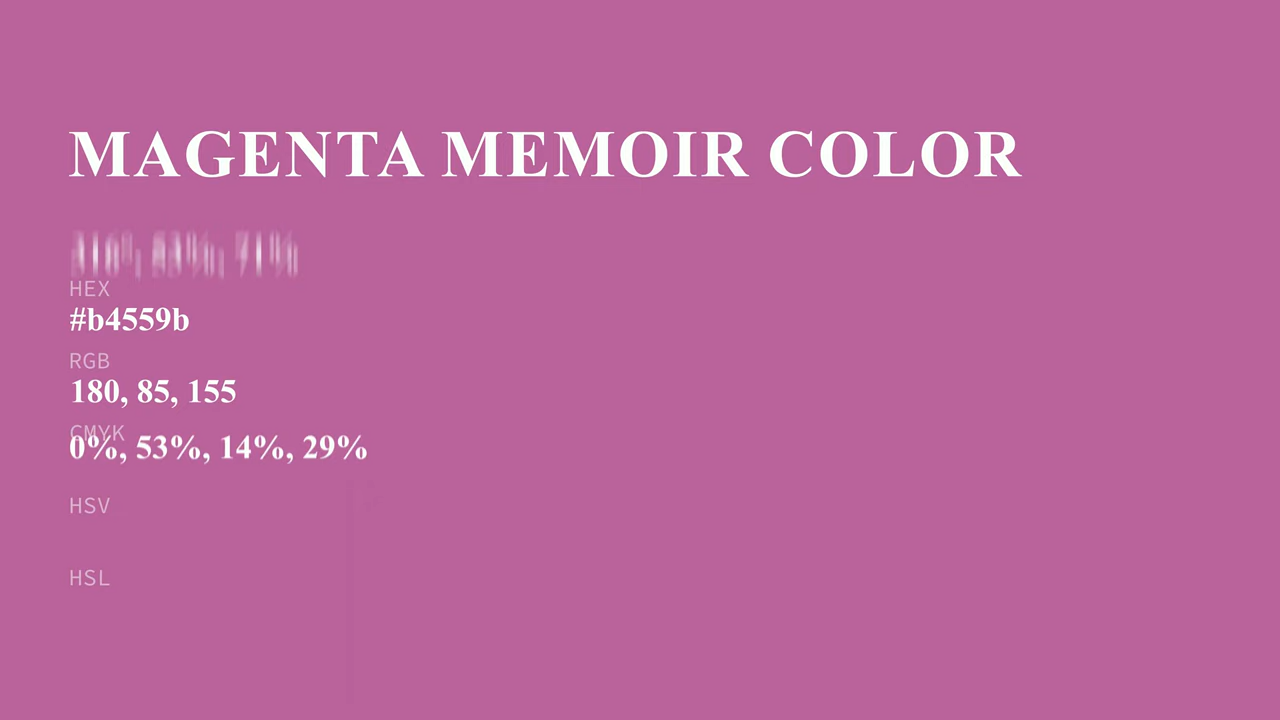 MAGENTA MEMOIR COLOR
HEX
#b4559b
RGB
180, 85, 155
CMYK
0%, 53%, 14%, 29%
HSV
HSL